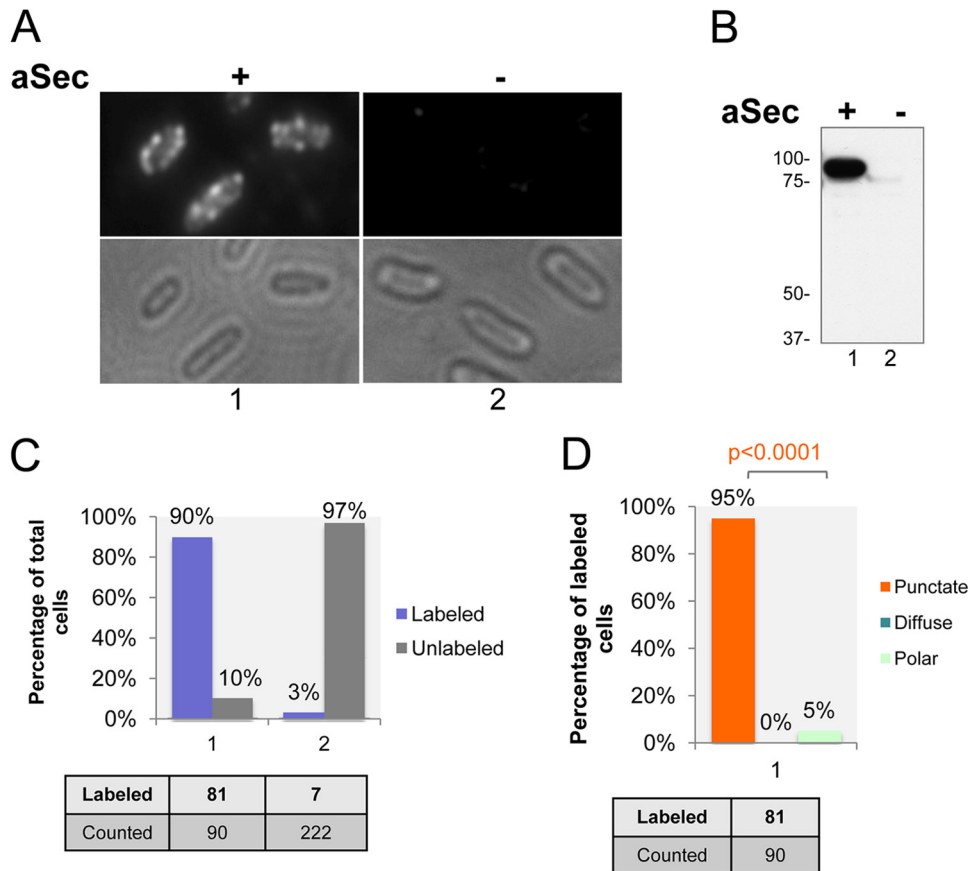 A
aSec
+
-
1
2
B
aSec
+
-
100-
75-
50-
37-
1
2
C
Percentage of total
cells
100%
80%
60%
40%
20%
0%
90%
10%
3%
97%
1
2
Labeled
Unlabeled
Labeled 81 7
Counted 90 222
D
p<0.0001
Percentage of labeled
cells
100%
80%
60%
40%
20%
0%
95%
0%
5%
1
Punctate
Diffuse
Polar
Labeled 81
Counted 90